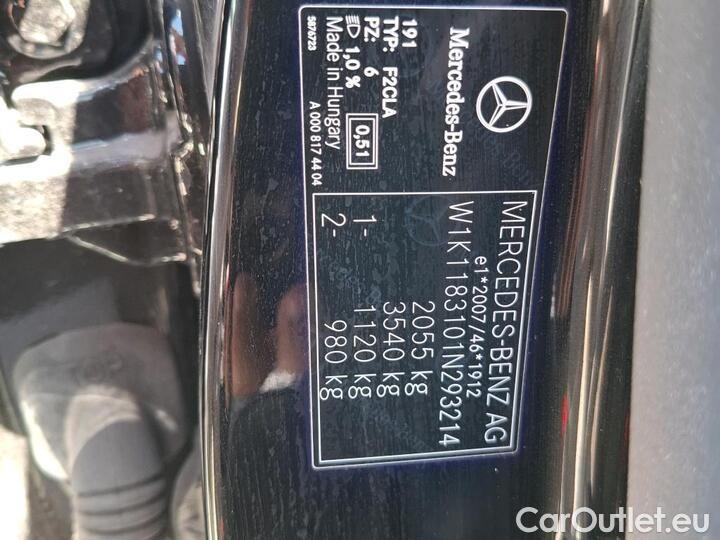 Mercedes-Benz
191
TYP: F2CLA
PZ: 6 0,51
1,0 %
Made in Hungary
5876723 A 000 817 44 04
MERCEDES-BENZ AG
e1*2007/46*1912
W1K1183101N293214
2055 kg
3540 kg
1- 1120 kg
2- 980 kg
CarOutlet.eu